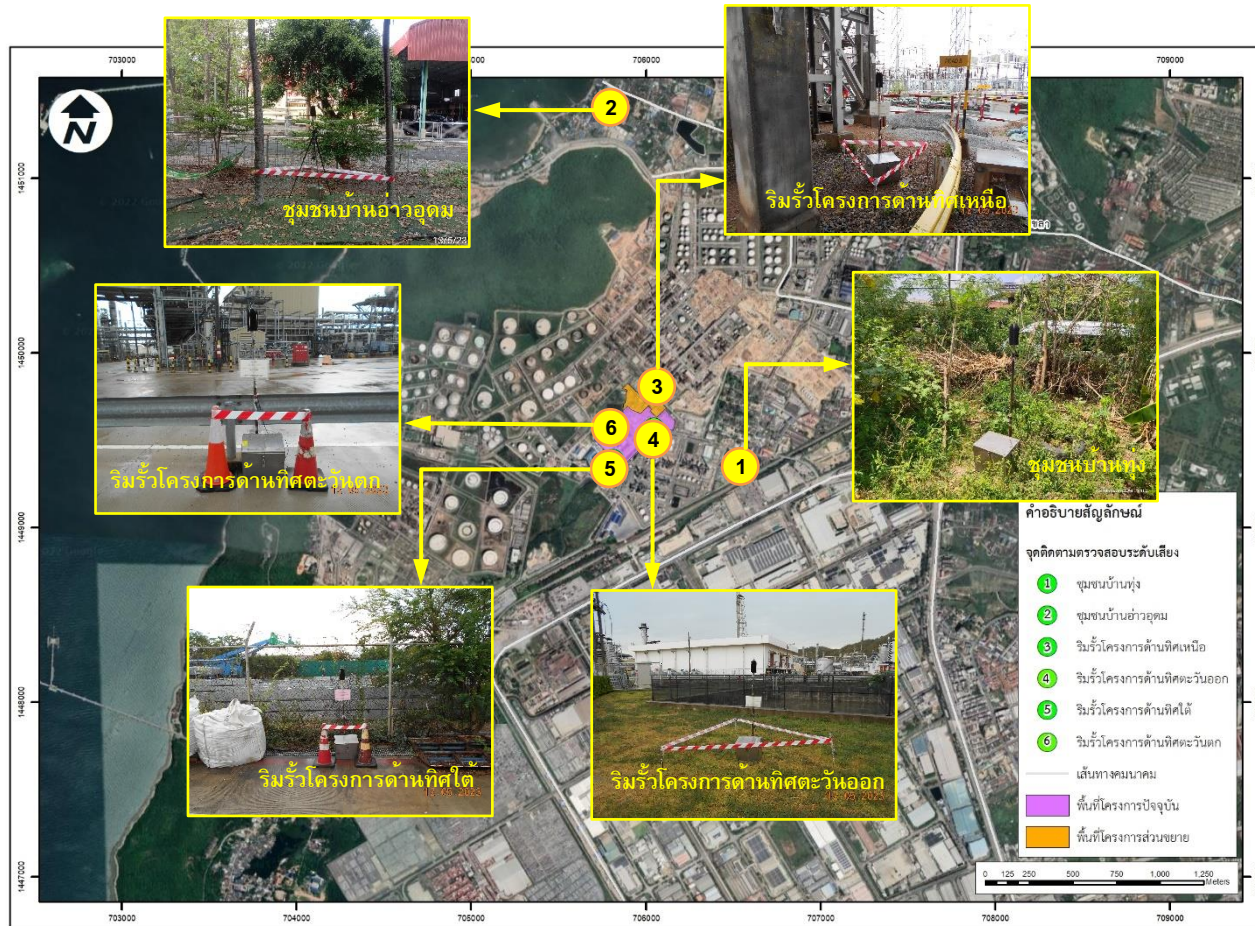 703000
706000
709000
N
2
ชุมชนบ้านอ่าวอุดม
ริมรั้วโครงการด้านทิศเหนือ
1451000
1450000
1449000
1448000
1447000
3
6
4
5
1
ริมรั้วโครงการด้านทิศตะวันตก
ชุมชนบ้านทุ่ง
ริมรั้วโครงการด้านทิศใต้
ริมรั้วโครงการด้านทิศตะวันออก
คำอธิบายสัญลักษณ์
จุดติดตามตรวจสอบระดับเสียง
1 ชุมชนบ้านทุ่ง
2 ชุมชนบ้านอ่าวอุดม
3 ริมรั้วโครงการด้านทิศเหนือ
4 ริมรั้วโครงการด้านทิศตะวันออก
5 ริมรั้วโครงการด้านทิศใต้
6 ริมรั้วโครงการด้านทิศตะวันตก
เส้นทางคมนาคม
พื้นที่โครงการปัจจุบัน
พื้นที่โครงการส่วนขยาย
0 125 250 500 750 1,000 1,250
Meters
703000 704000 705000 706000 707000 708000 709000